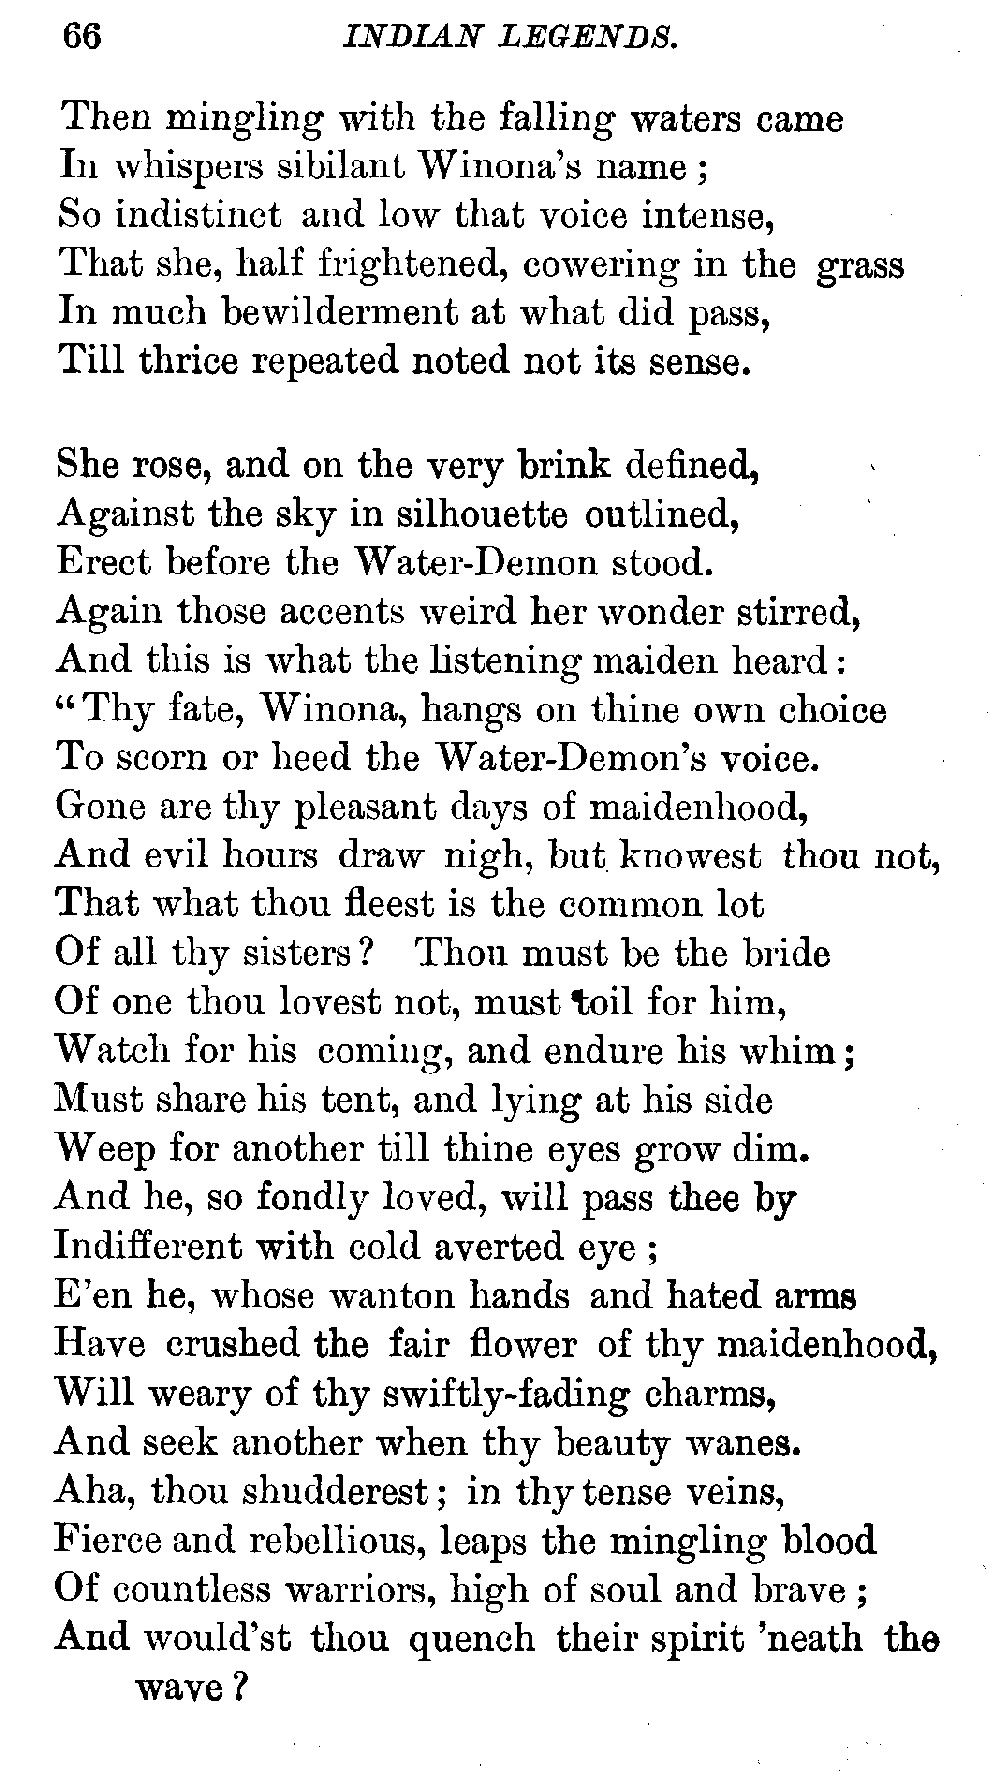 66 INDIAN LEGENDS.
Then mingling with the falling waters came
In whispers sibilant Winona's name ;
So indistinct and low that voice intense,
That she, half frightened, cowering in the grass
In much bewilderment at what did pass,
Till thrice repeated noted not its sense.
She rose, and on the very brink defined,
Against the sky in silhouette outlined,
Erect before the Water-Demon stood.
Again those accents weird her wonder stirred,
And this is what the listening maiden heard :
“Thy fate, Winona, hangs on thine own choice
To scorn or heed the Water-Demon's voice.
Gone are thy pleasant days of maidenhood,
And evil hours draw nigh, but knowest thou not,
That what thou fleest is the common lot
Of all thy sisters ? Thou must be the bride
Of one thou lovest not, must toil for him,
Watch for his coming, and endure his whim ;
Must share his tent, and lying at his side
Weep for another till thine eyes grow dim.
And he, so fondly loved, will pass thee by
Indifferent with cold averted eye ;
E'en he, whose wanton hands and hated arms
Have crushed the fair flower of thy maidenhood,
Will weary of thy swiftly-fading charms,
And seek another when thy beauty wanes.
Aha, thou shudderest ; in thy tense veins,
Fierce and rebellious, leaps the mingling blood
Of countless warriors, high of soul and brave ;
And would'st thou quench their spirit 'neath the
wave ?